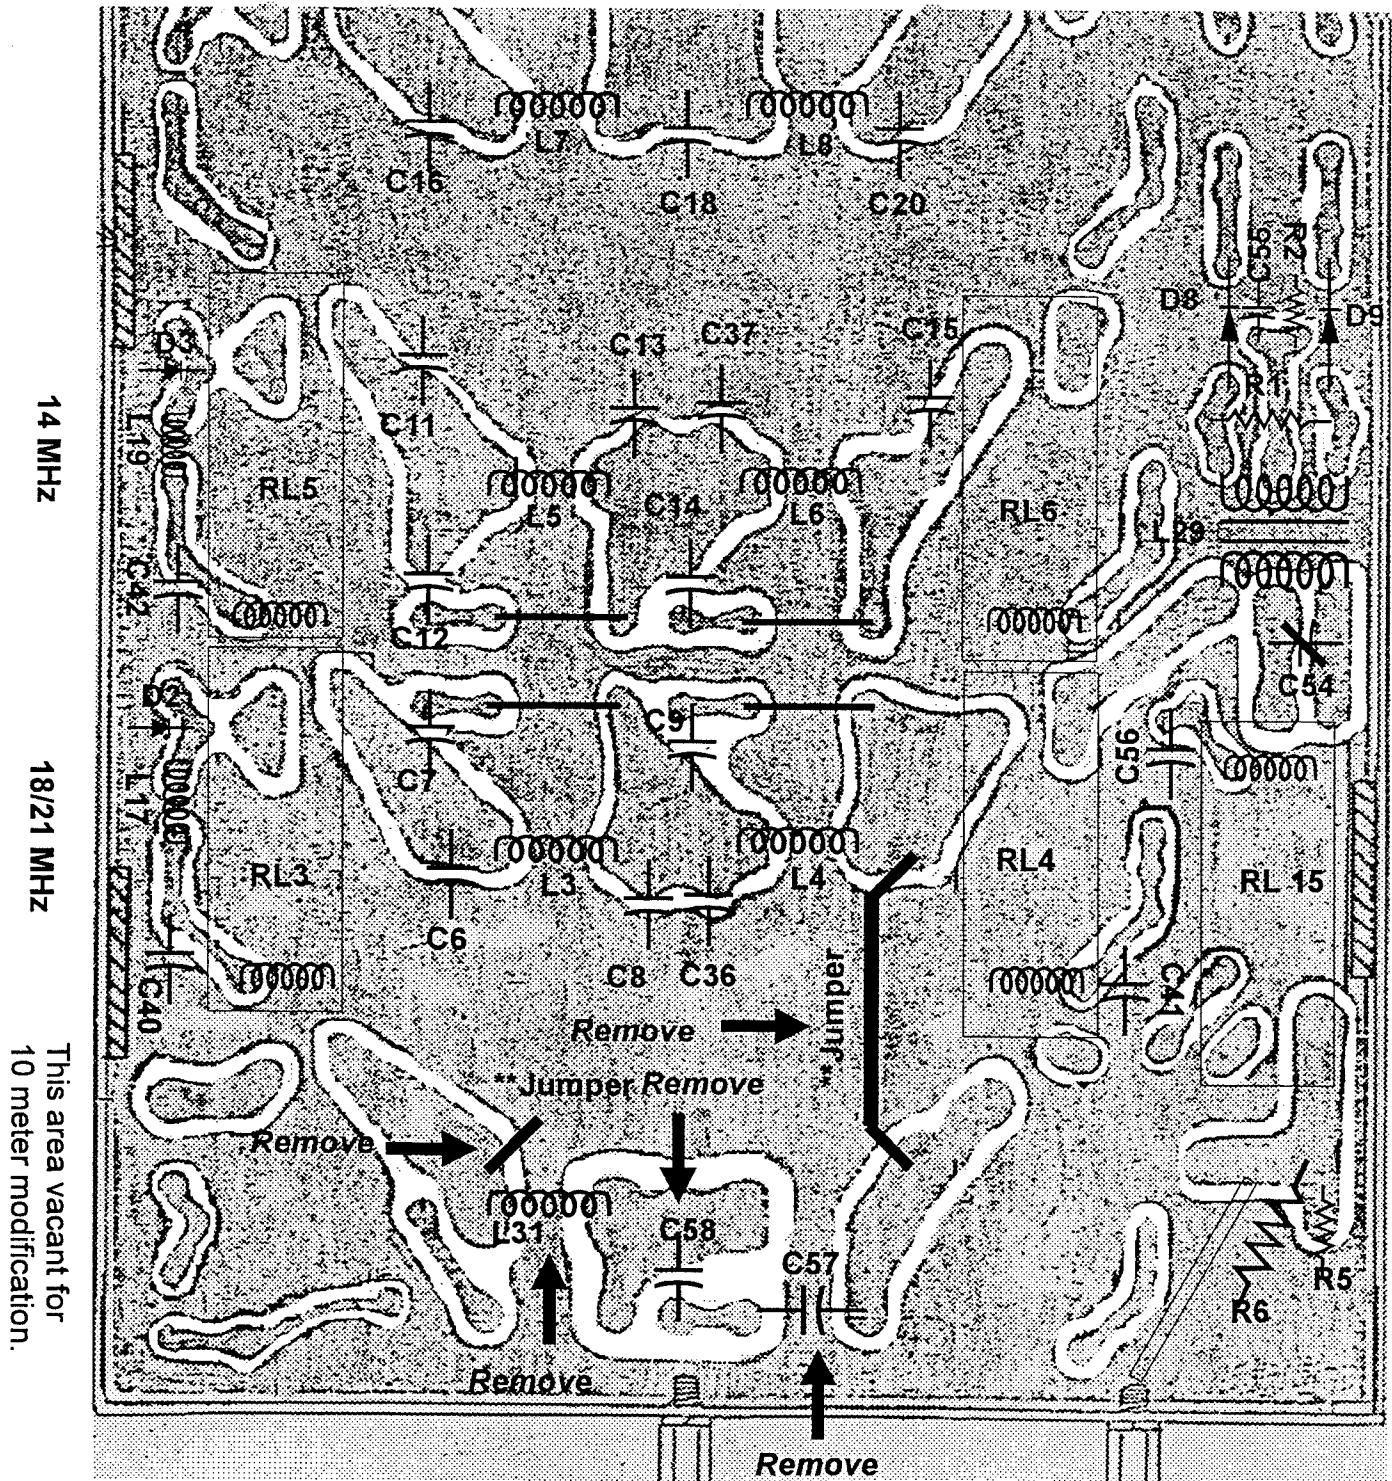 L7
L8
C16
C18
C20
C59
R2
D8
D9
D3
C13
C37
C15
R1
C11
L19
14 MHz
RL5
L5
C14
L6
RL6
L29
C42
C12
C54
D2
C9
C7
C56
L17
18/21 MHz
RL3
L3
L4
RL4
RL 15
C6
C8
C36
C41
C40
Remove
**Jumper
**Jumper Remove
Remove
This area vacant for
10 meter modification.
L31
C58
C57
R5
R6
Remove
Remove